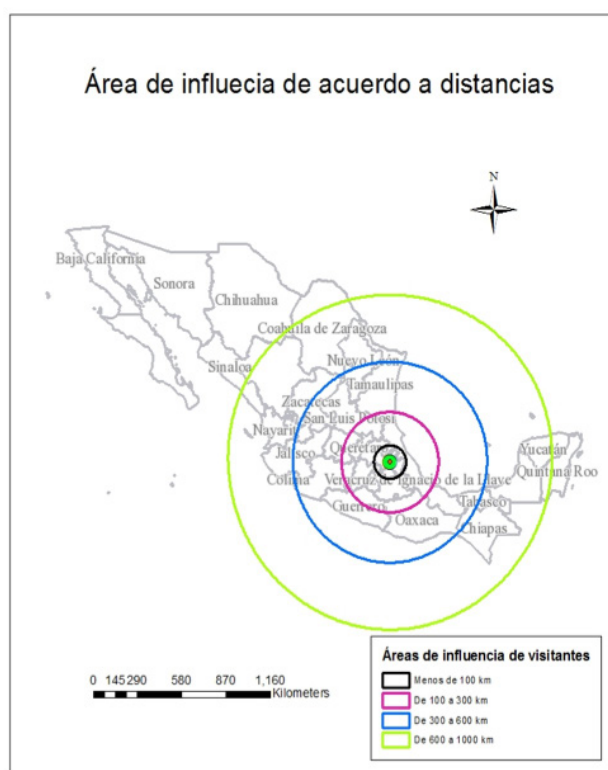 Área de influecia de acuerdo a distancias
N
Baja California
Sonora
Chihuahua
Coahuila de Zaragoza
Sinaloa
Nuevo León
Tamaulipas
Zacatecas
San Luis Potosí
Nayarit
Jalisco
Querétaro
Yucatán
Quintana Roo
Colima
Veracruz de Ignacio de la Llave
Guerrero
Tabasco
Oaxaca
Chiapas
Áreas de influencia de visitantes
Menos de 100 km
De 100 a 300 km
De 300 a 600 km
De 600 a 1000 km
0 145 290 580 870 1,160
Kilometers